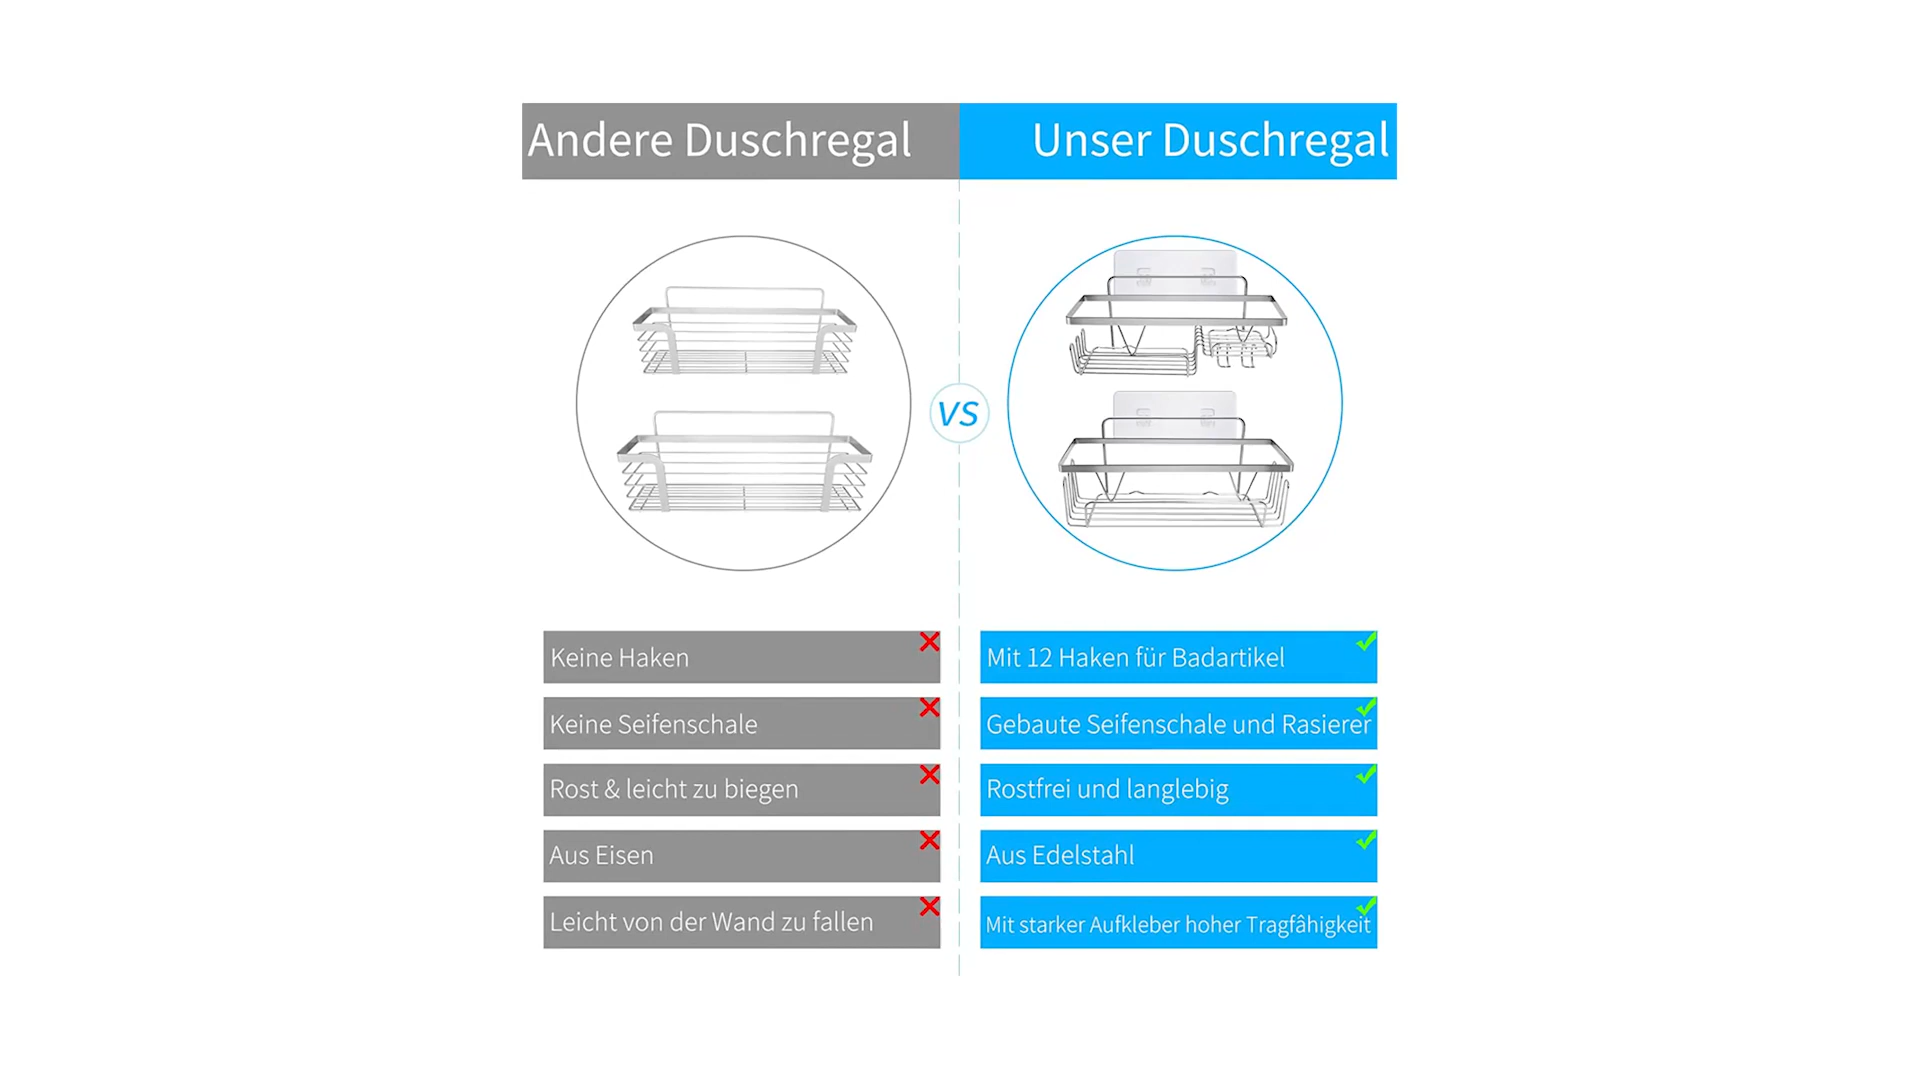 Andere Duschregal
Unser Duschregal
VS
Keine Haken
Mit 12 Haken für Badartikel
Keine Seifenschale
Gebaute Seifenschale und Rasierer
Rost & leicht zu biegen
Rostfrei und langlebig
Aus Eisen
Aus Edelstahl
Leicht von der Wand zu fallen
Mit starker Aufkleber hoher Tragfâhigkeit